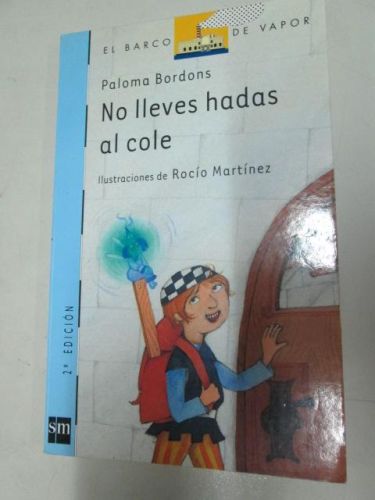 EL BARCO DE VAPOR
Paloma Bordons
No lleves hadas
al cole
Ilustraciones de Rocío Martínez
2ª EDICIÓN
sm